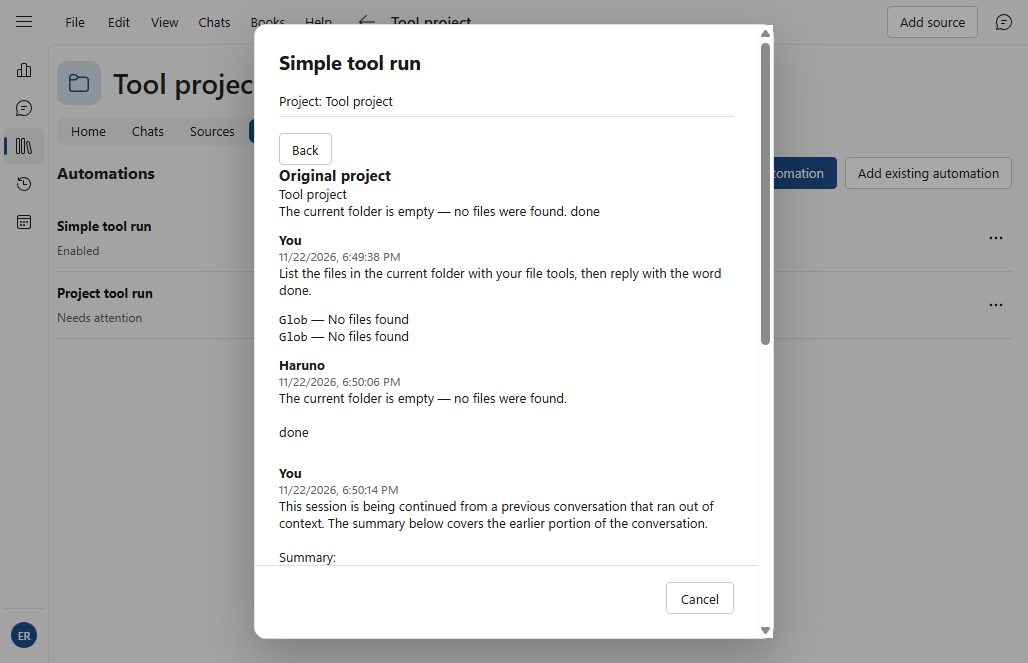 File Edit View Chats Books Help Tool project Add source
Tool projec
Home Chats Sources
Automations
tomation
Add existing automation
Simple tool run
Enabled
Project tool run
Needs attention
ER
Simple tool run
Project: Tool project
Back
Original project
Tool project
The current folder is empty — no files were found. done
You
11/22/2026, 6:49:38 PM
List the files in the current folder with your file tools, then reply with the word
done.
Glob — No files found
Glob — No files found
Haruno
11/22/2026, 6:50:06 PM
The current folder is empty — no files were found.
done
You
11/22/2026, 6:50:14 PM
This session is being continued from a previous conversation that ran out of
context. The summary below covers the earlier portion of the conversation.
Summary:
Cancel